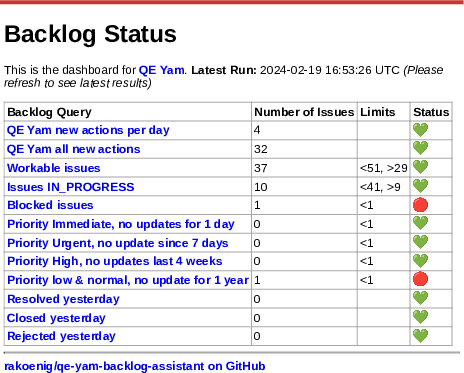 Backlog Status
This is the dashboard for QE Yam. Latest Run: 2024-02-19 16:53:26 UTC (Please
refresh to see latest results)
Backlog Query Number of Issues Limits Status
QE Yam new actions per day 4
QE Yam all new actions 32
Workable issues 37 <51, >29
Issues IN_PROGRESS 10 <41, >9
Blocked issues 1 <1
Priority Immediate, no updates for 1 day 0 <1
Priority Urgent, no update since 7 days 0 <1
Priority High, no updates last 4 weeks 0 <1
Priority low & normal, no update for 1 year 1 <1
Resolved yesterday 0
Closed yesterday 0
Rejected yesterday 0
rakoenig/qe-yam-backlog-assistant on GitHub